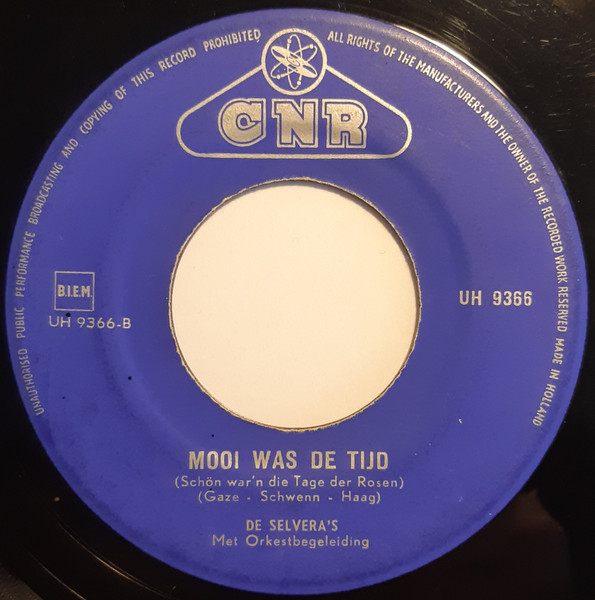 UNAUTHORISED PUBLIC PERFORMANCE BROADCASTING AND COPYING OF THIS RECORD PROHIBITED
ALL RIGHTS OF THE MANUFACTURERS AND THE OWNER OF THE RECORDED WORK RESERVED MADE IN HOLLAND
CNR
B.I.E.M.
UH 9366-B
UH 9366
MOOI WAS DE TIJD
(Schön war'n die Tage der Rosen)
(Gaze - Schwenn - Haag)
DE SELVERA'S
Met Orkestbegeleiding